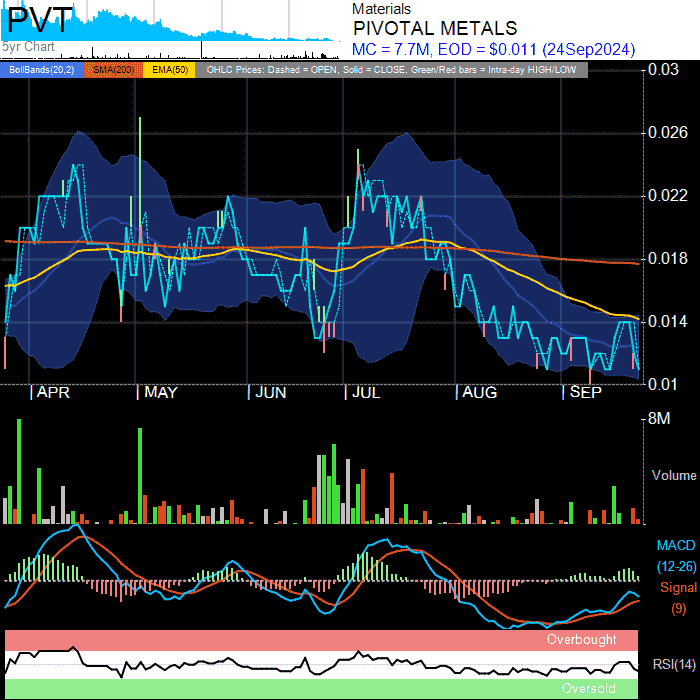 PVT
5yr Chart
Materials
PIVOTAL METALS
MC = 7.7M, EOD = $0.011 (24Sep2024)
BollBands(20,2) SMA(200) EMA(50) OHLC Prices: Dashed = OPEN, Solid = CLOSE, Green/Red bars = Intra-day HIGH/LOW
0.03
0.026
0.022
0.018
0.014
0.01
APR MAY JUN JUL AUG SEP
8M
Volume
MACD
(12-26)
Signal
(9)
Overbought
RSI(14)
Oversold